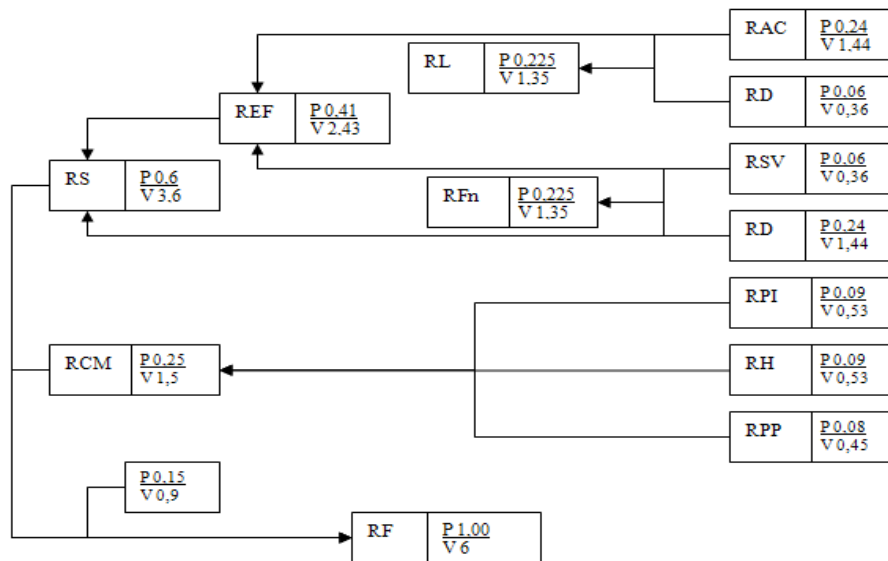 RAC
P 0,24
V 1,44
RL
P 0,225
V 1,35
RD
P 0,06
V 0,36
REF
P 0,41
V 2,43
RSV
P 0,06
V 0,36
RS
P 0,6
V 3,6
RFn
P 0,225
V 1,35
RD
P 0,24
V 1,44
RPI
P 0,09
V 0,53
RCM
P 0,25
V 1,5
RH
P 0,09
V 0,53
RPP
P 0,08
V 0,45
P 0,15
V 0,9
RF
P 1,00
V 6